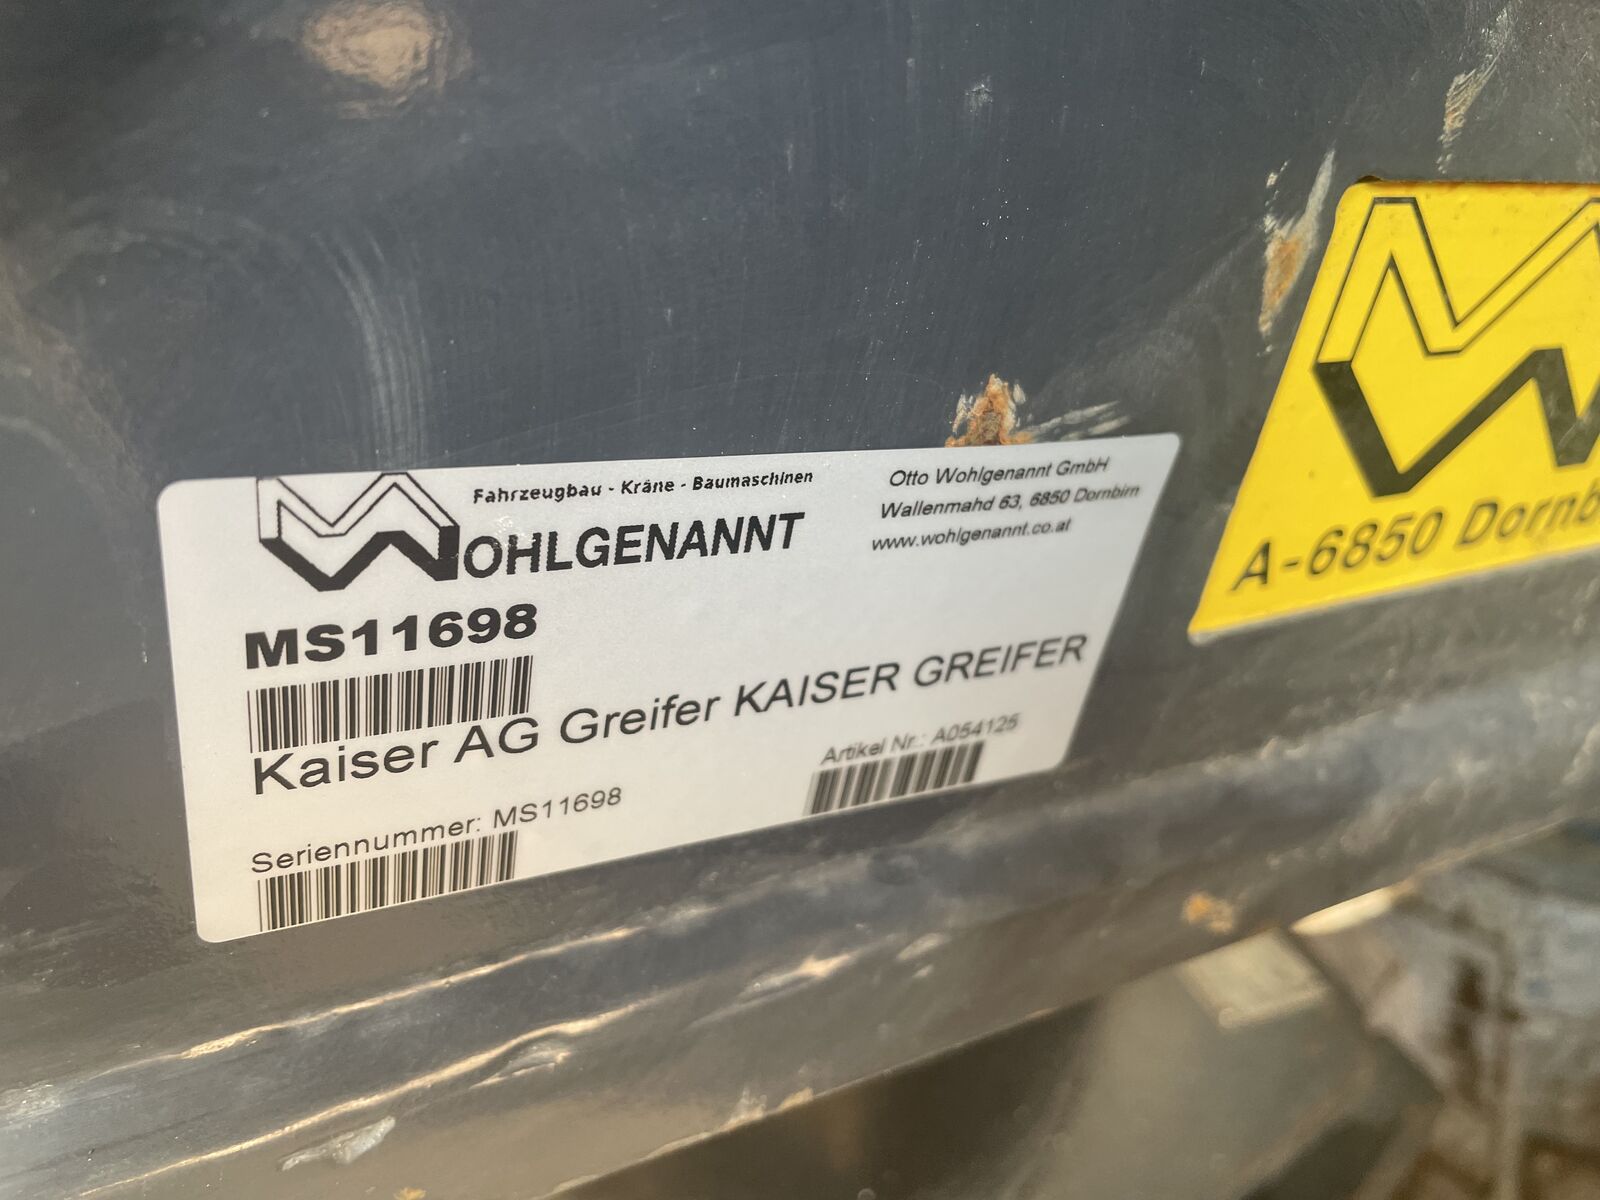 Fahrzeugbau - Kräne - Baumaschinen
WOHLGENANNT
Otto Wohlgenannt GmbH
Wallenmahd 63, 6850 Dornbirn
www.wohlgenannt.co.at
MS11698
Kaiser AG Greifer KAISER GREIFER
Seriennummer: MS11698
Artikel Nr.: A054125
A-6850 Dornb